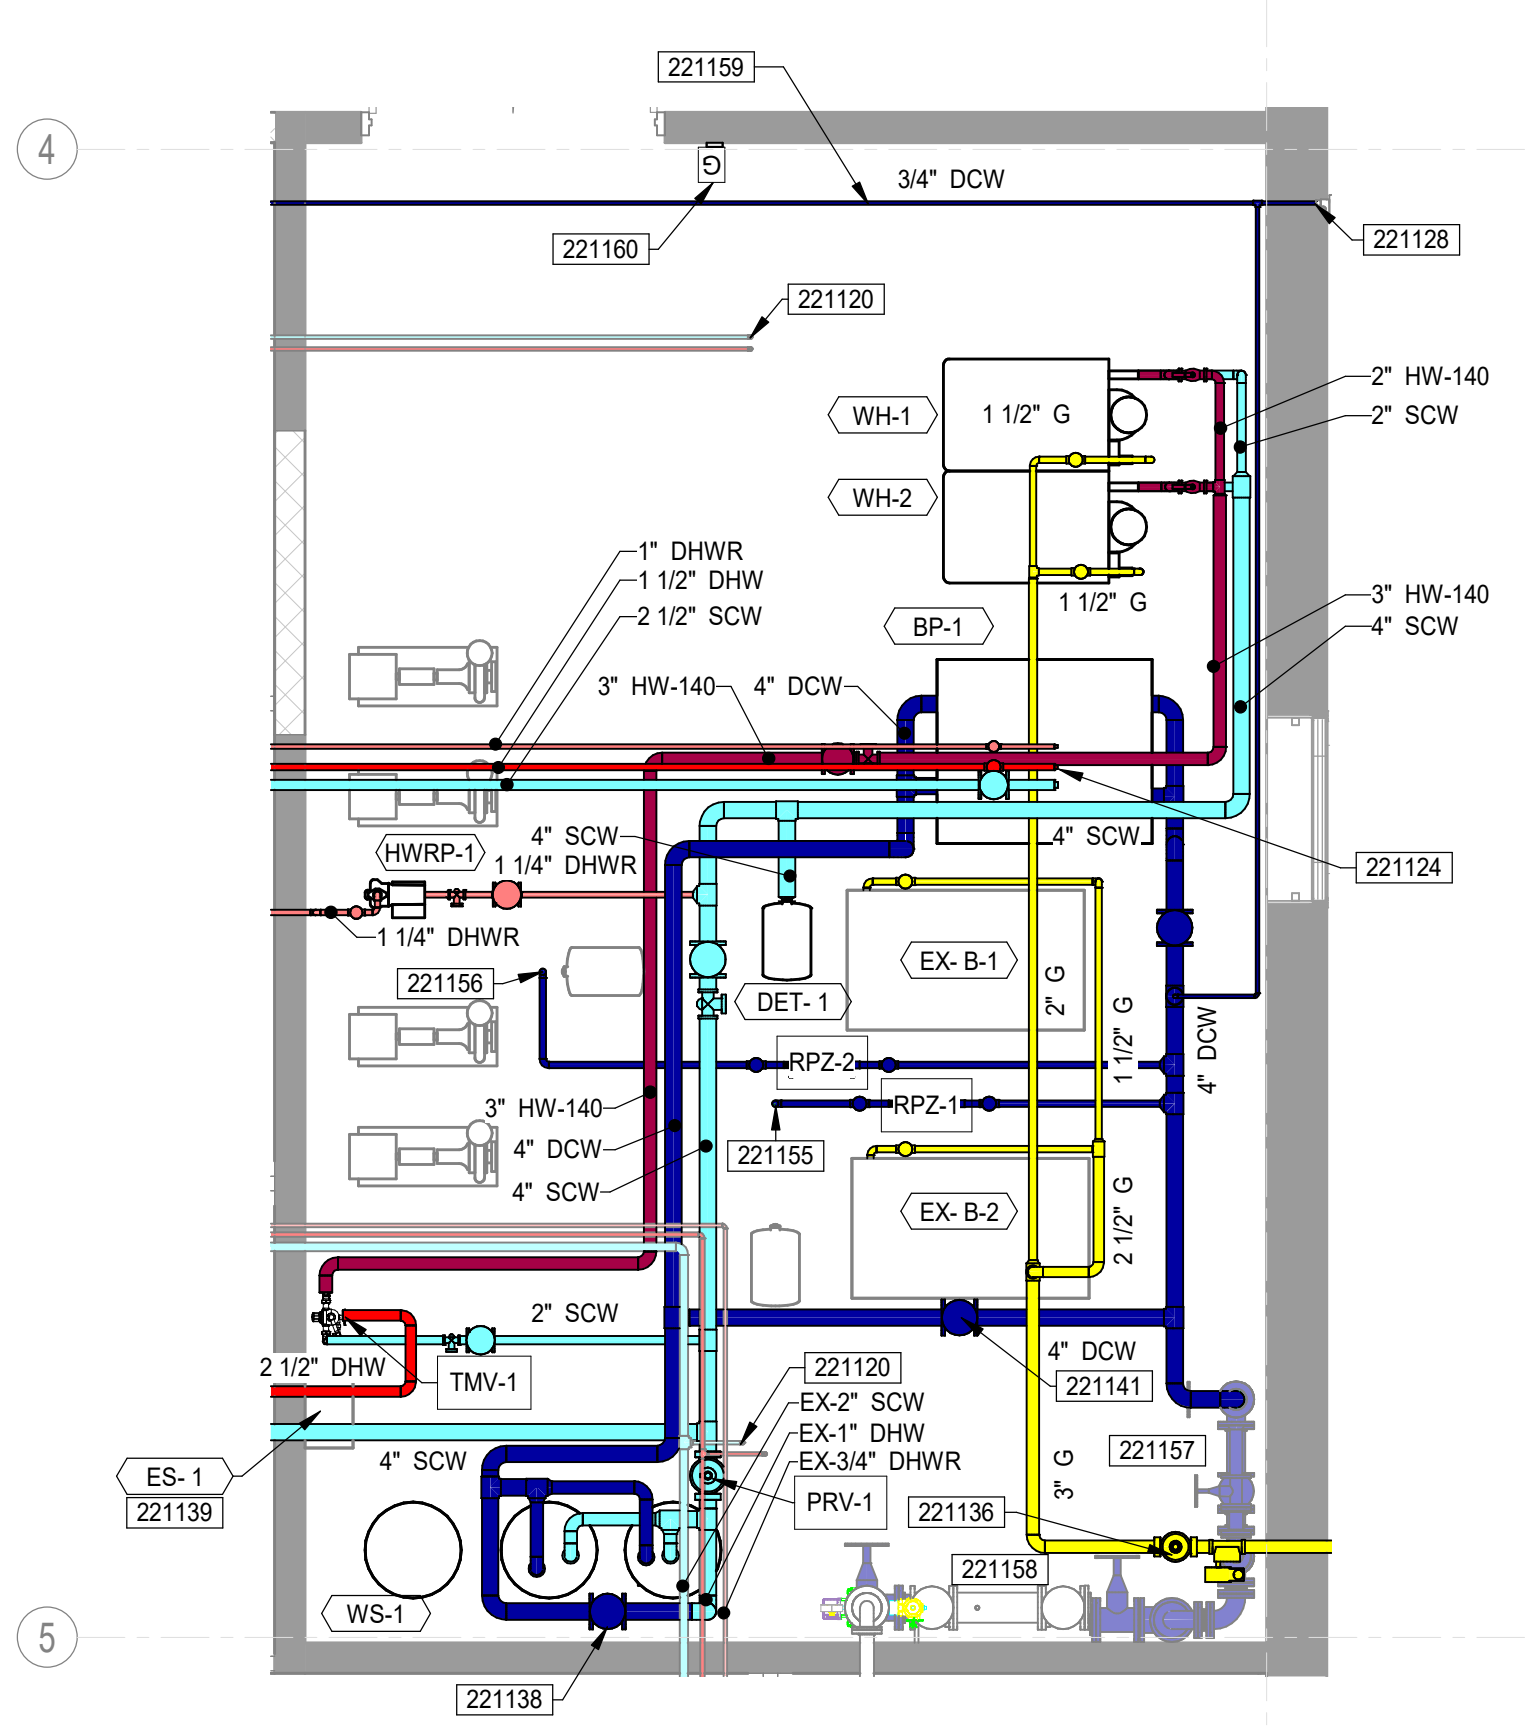 221159
4
G
3/4" DCW
221160
221128
221120
2" HW-140
WH-1
1 1/2" G
2" SCW
WH-2
1" DHWR
1 1/2" DHW
2 1/2" SCW
1 1/2" G
3" HW-140
BP-1
4" SCW
3" HW-140
4" DCW
4" SCW
4" SCW
HWRP-1
1 1/4" DHWR
221124
1 1/4" DHWR
EX- B-1
221156
2" G
DET- 1
1 1/2" G
4" DCW
RPZ-2
RPZ-1
3" HW-140
4" DCW
221155
4" SCW
EX- B-2
2 1/2" G
2" SCW
4" DCW
2 1/2" DHW
221120
TMV-1
221141
EX-2" SCW
EX-1" DHW
221157
4" SCW
EX-3/4" DHWR
ES- 1
3" G
PRV-1
221139
221136
221158
WS-1
5
221138